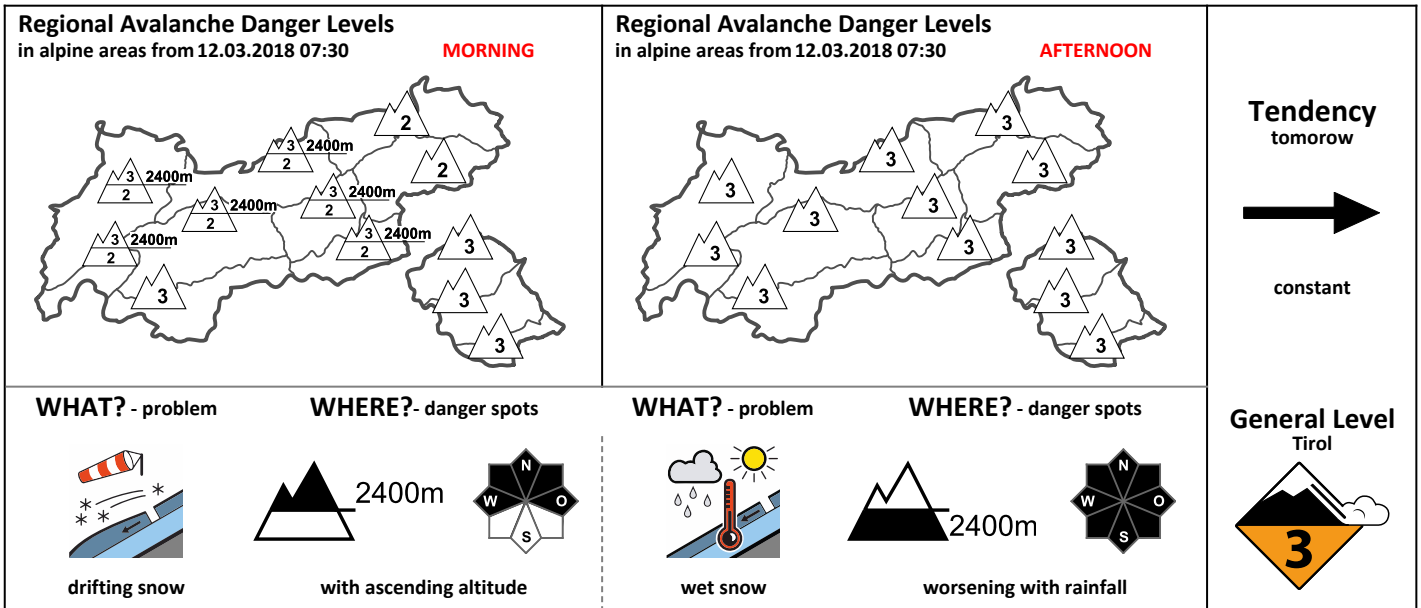 Regional Avalanche Danger Levels
in alpine areas from 12.03.2018 07:30 MORNING
2
3 2400m
2
2
3 2400m
2
3 2400m
2
3 2400m
2
3 2400m
2
3 2400m
2
3
3
3
3
Regional Avalanche Danger Levels
in alpine areas from 12.03.2018 07:30 AFTERNOON
3
3
3
3
3
3
3
3
3
3
3
3
Tendency
tomorow
constant
WHAT? - problem
drifting snow
WHERE? - danger spots
2400m
N
W O
S
with ascending altitude
WHAT? - problem
wet snow
WHERE? - danger spots
2400m
N
W O
S
worsening with rainfall
General Level
Tirol
3